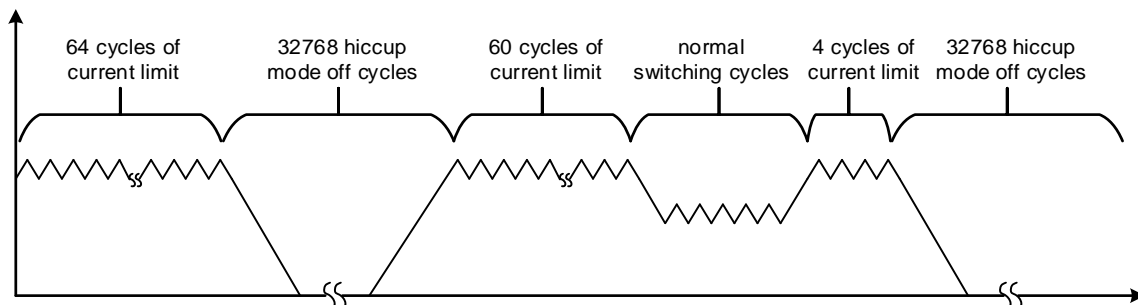 64 cycles of
current limit
32768 hiccup
mode off cycles
60 cycles of
current limit
normal
switching cycles
4 cycles of
current limit
32768 hiccup
mode off cycles